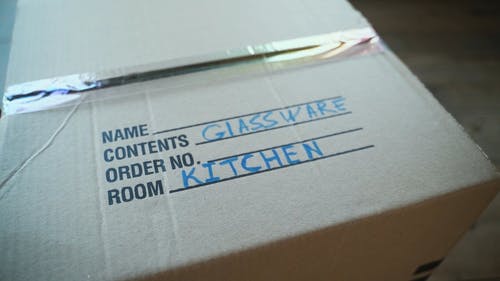 NAME
CONTENTS GLASSWARE
ORDER NO.
ROOM KITCHEN